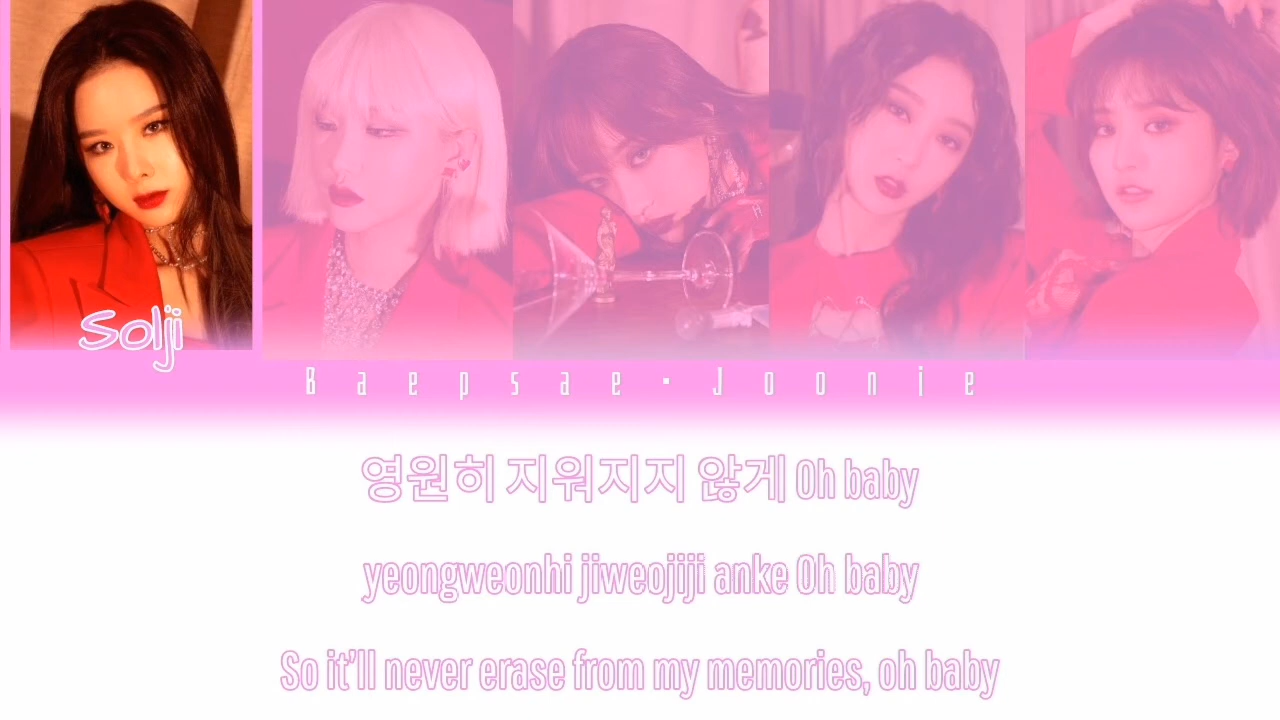 Solji
Baepsae•Joonie
영원히 지워지지 않게 Oh baby
yeongweonhi jiweojiji anke Oh baby
So it'll never erase from my memories, oh baby